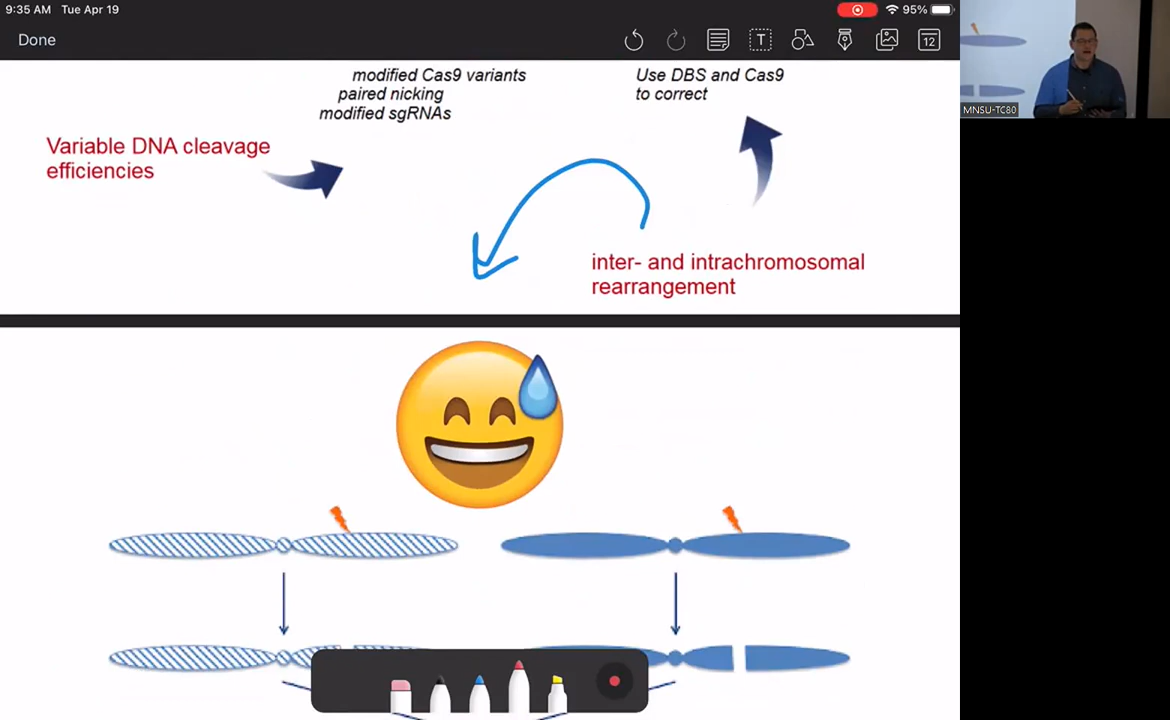 9:35 AM Tue Apr 19
95%
Done
T
12
modified Cas9 variants
paired nicking
modified sgRNAs
Use DBS and Cas9
to correct
Variable DNA cleavage
efficiencies
inter- and intrachromosomal
rearrangement
MNSU-TC80